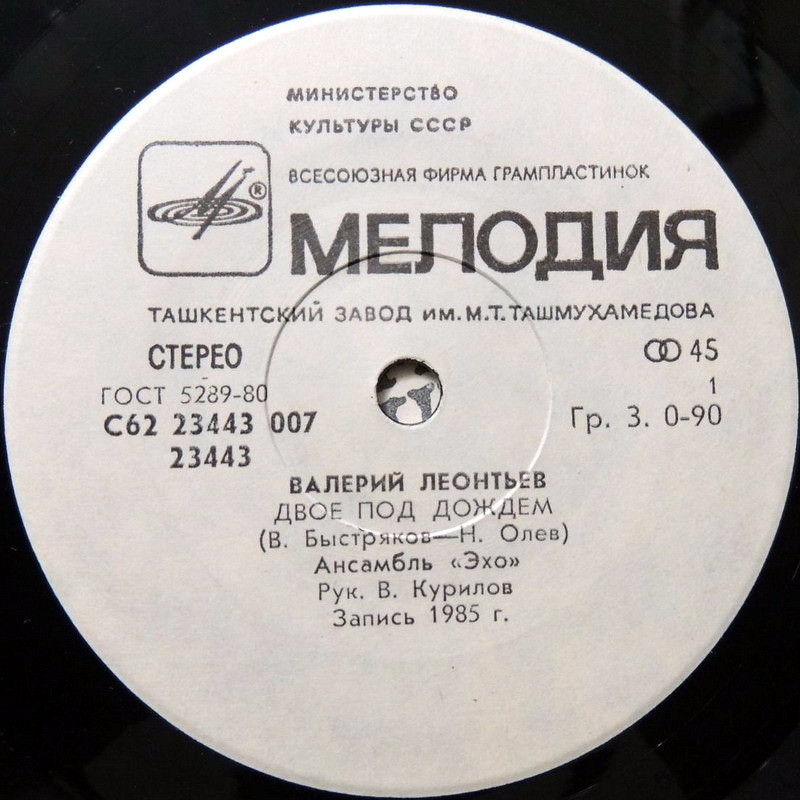 МИНИСТЕРСТВО
КУЛЬТУРЫ СССР
ВСЕСОЮЗНАЯ ФИРМА ГРАМПЛАСТИНОК
®
МЕЛОДИЯ
ТАШКЕНТСКИЙ ЗАВОД ИМ. М. Т. ТАШМУХАМЕДОВА
СТЕРЕО
45
ГОСТ 5289-80
1
С62 23443 007
Гр. 3. 0-90
23443
ВАЛЕРИЙ ЛЕОНТЬЕВ
ДВОЕ ПОД ДОЖДЕМ
(В. Быстряков—Н. Олев)
Ансамбль «Эхо»
Рук. В. Курилов
Запись 1985 г.